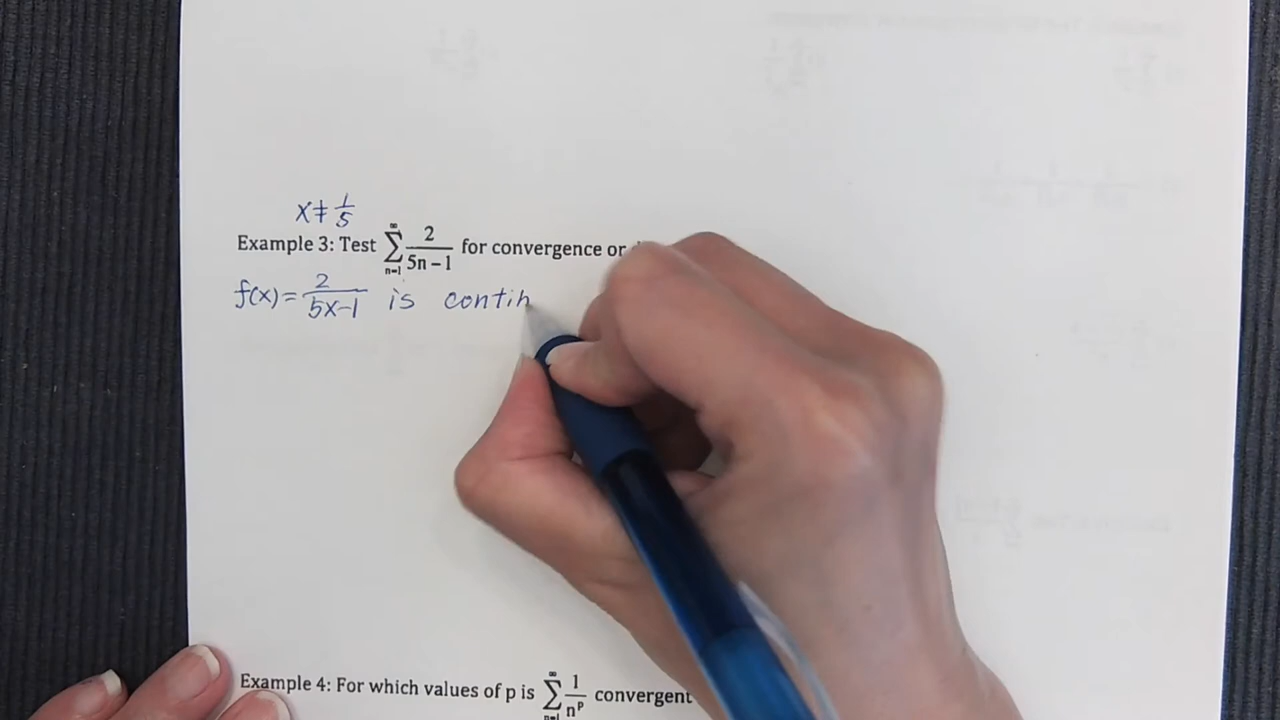 x ≠ 1/5
Example 3: Test ∑_{n=1}^{∞} 2/(5n – 1) for convergence or
f(x) = 2/(5x-1) is contin
Example 4: For which values of p is ∑_{n=1}^{∞} 1/n^p convergent